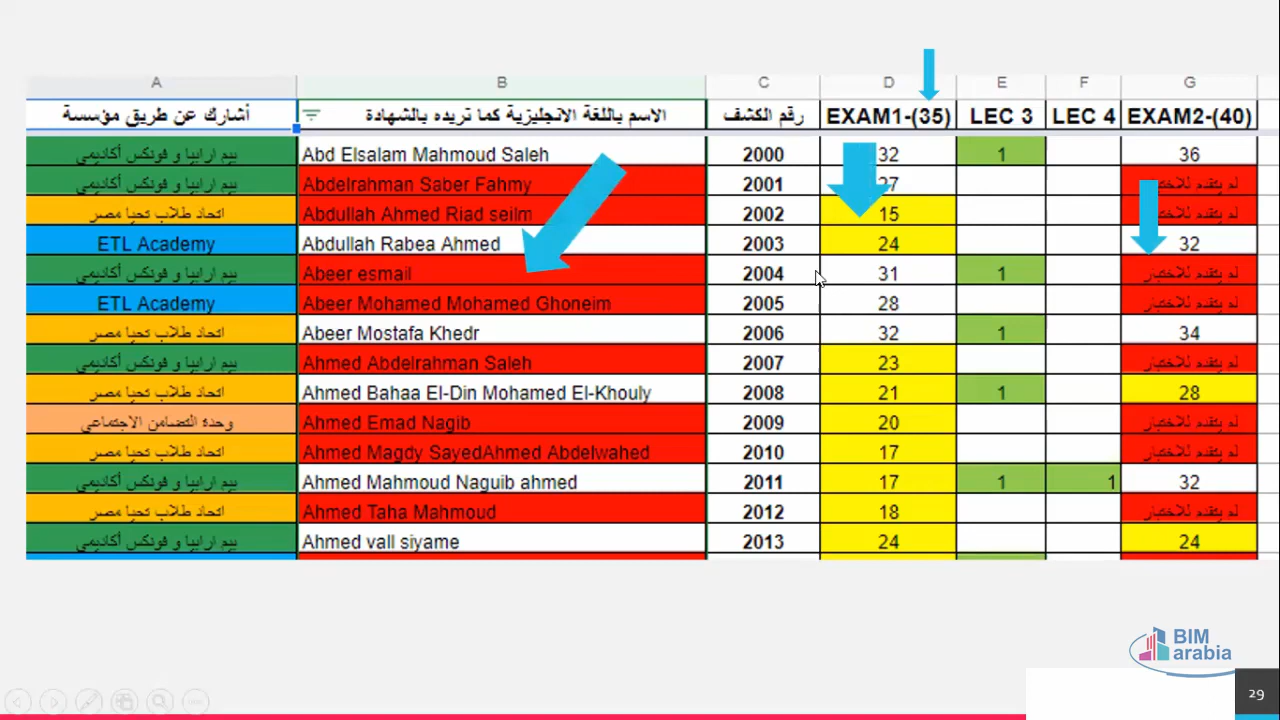 A B C D E F G
أشارك عن طريق مؤسسة الاسم باللغة الانجليزية كما تريده بالشهادة رقم الكشف EXAM1-(35) LEC 3 LEC 4 EXAM2-(40)
بيم ارابيا و فونكس أكاديمي Abd Elsalam Mahmoud Saleh 2000 32 1 36
بيم ارابيا و فونكس أكاديمي Abdelrahman Saber Fahmy 2001 27 لم يتقدم للاختبار
اتحاد طلاب تحيا مصر Abdullah Ahmed Riad seilm 2002 15 لم يتقدم للاختبار
ETL Academy Abdullah Rabea Ahmed 2003 24 32
بيم ارابيا و فونكس أكاديمي Abeer esmail 2004 31 1 لم يتقدم للاختبار
ETL Academy Abeer Mohamed Mohamed Ghoneim 2005 28 لم يتقدم للاختبار
اتحاد طلاب تحيا مصر Abeer Mostafa Khedr 2006 32 1 34
بيم ارابيا و فونكس أكاديمي Ahmed Abdelrahman Saleh 2007 23 لم يتقدم للاختبار
اتحاد طلاب تحيا مصر Ahmed Bahaa El-Din Mohamed El-Khouly 2008 21 1 28
وحدة التضامن الاجتماعى Ahmed Emad Nagib 2009 20 لم يتقدم للاختبار
اتحاد طلاب تحيا مصر Ahmed Magdy SayedAhmed Abdelwahed 2010 17 لم يتقدم للاختبار
بيم ارابيا و فونكس أكاديمي Ahmed Mahmoud Naguib ahmed 2011 17 1 1 32
اتحاد طلاب تحيا مصر Ahmed Taha Mahmoud 2012 18 لم يتقدم للاختبار
بيم ارابيا و فونكس أكاديمي Ahmed vall siyame 2013 24 24
BIM
arabia
29